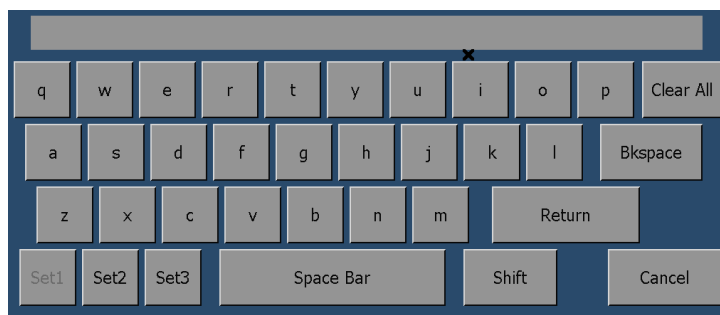 q w e r t y u i o p Clear All
a s d f g h j k l Bkspace
z x c v b n m Return
Set1 Set2 Set3 Space Bar Shift Cancel